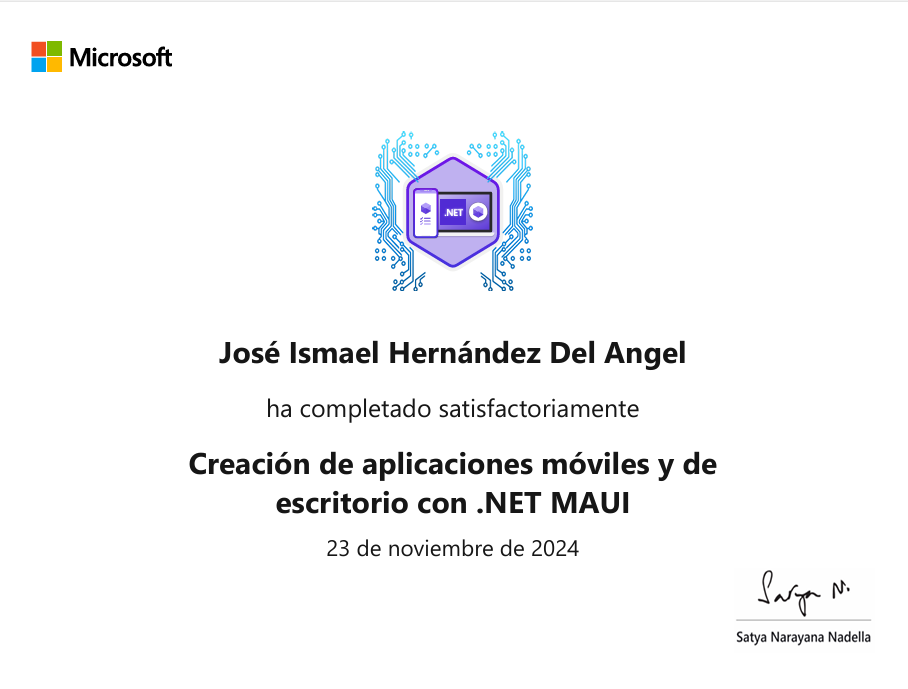 Microsoft
.NET
José Ismael Hernández Del Angel
ha completado satisfactoriamente
Creación de aplicaciones móviles y de
escritorio con .NET MAUI
23 de noviembre de 2024
Satya N.
Satya Narayana Nadella